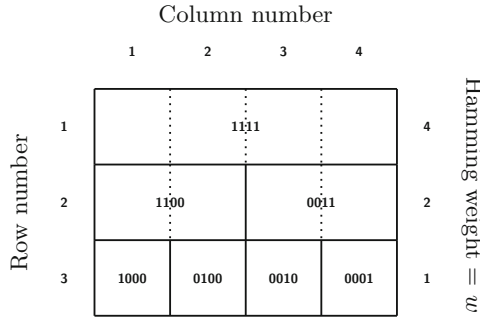 Column number
1 2 3 4
Row number
Hamming weight = w
1 1111 4
2 1100 0011 2
3 1000 0100 0010 0001 1